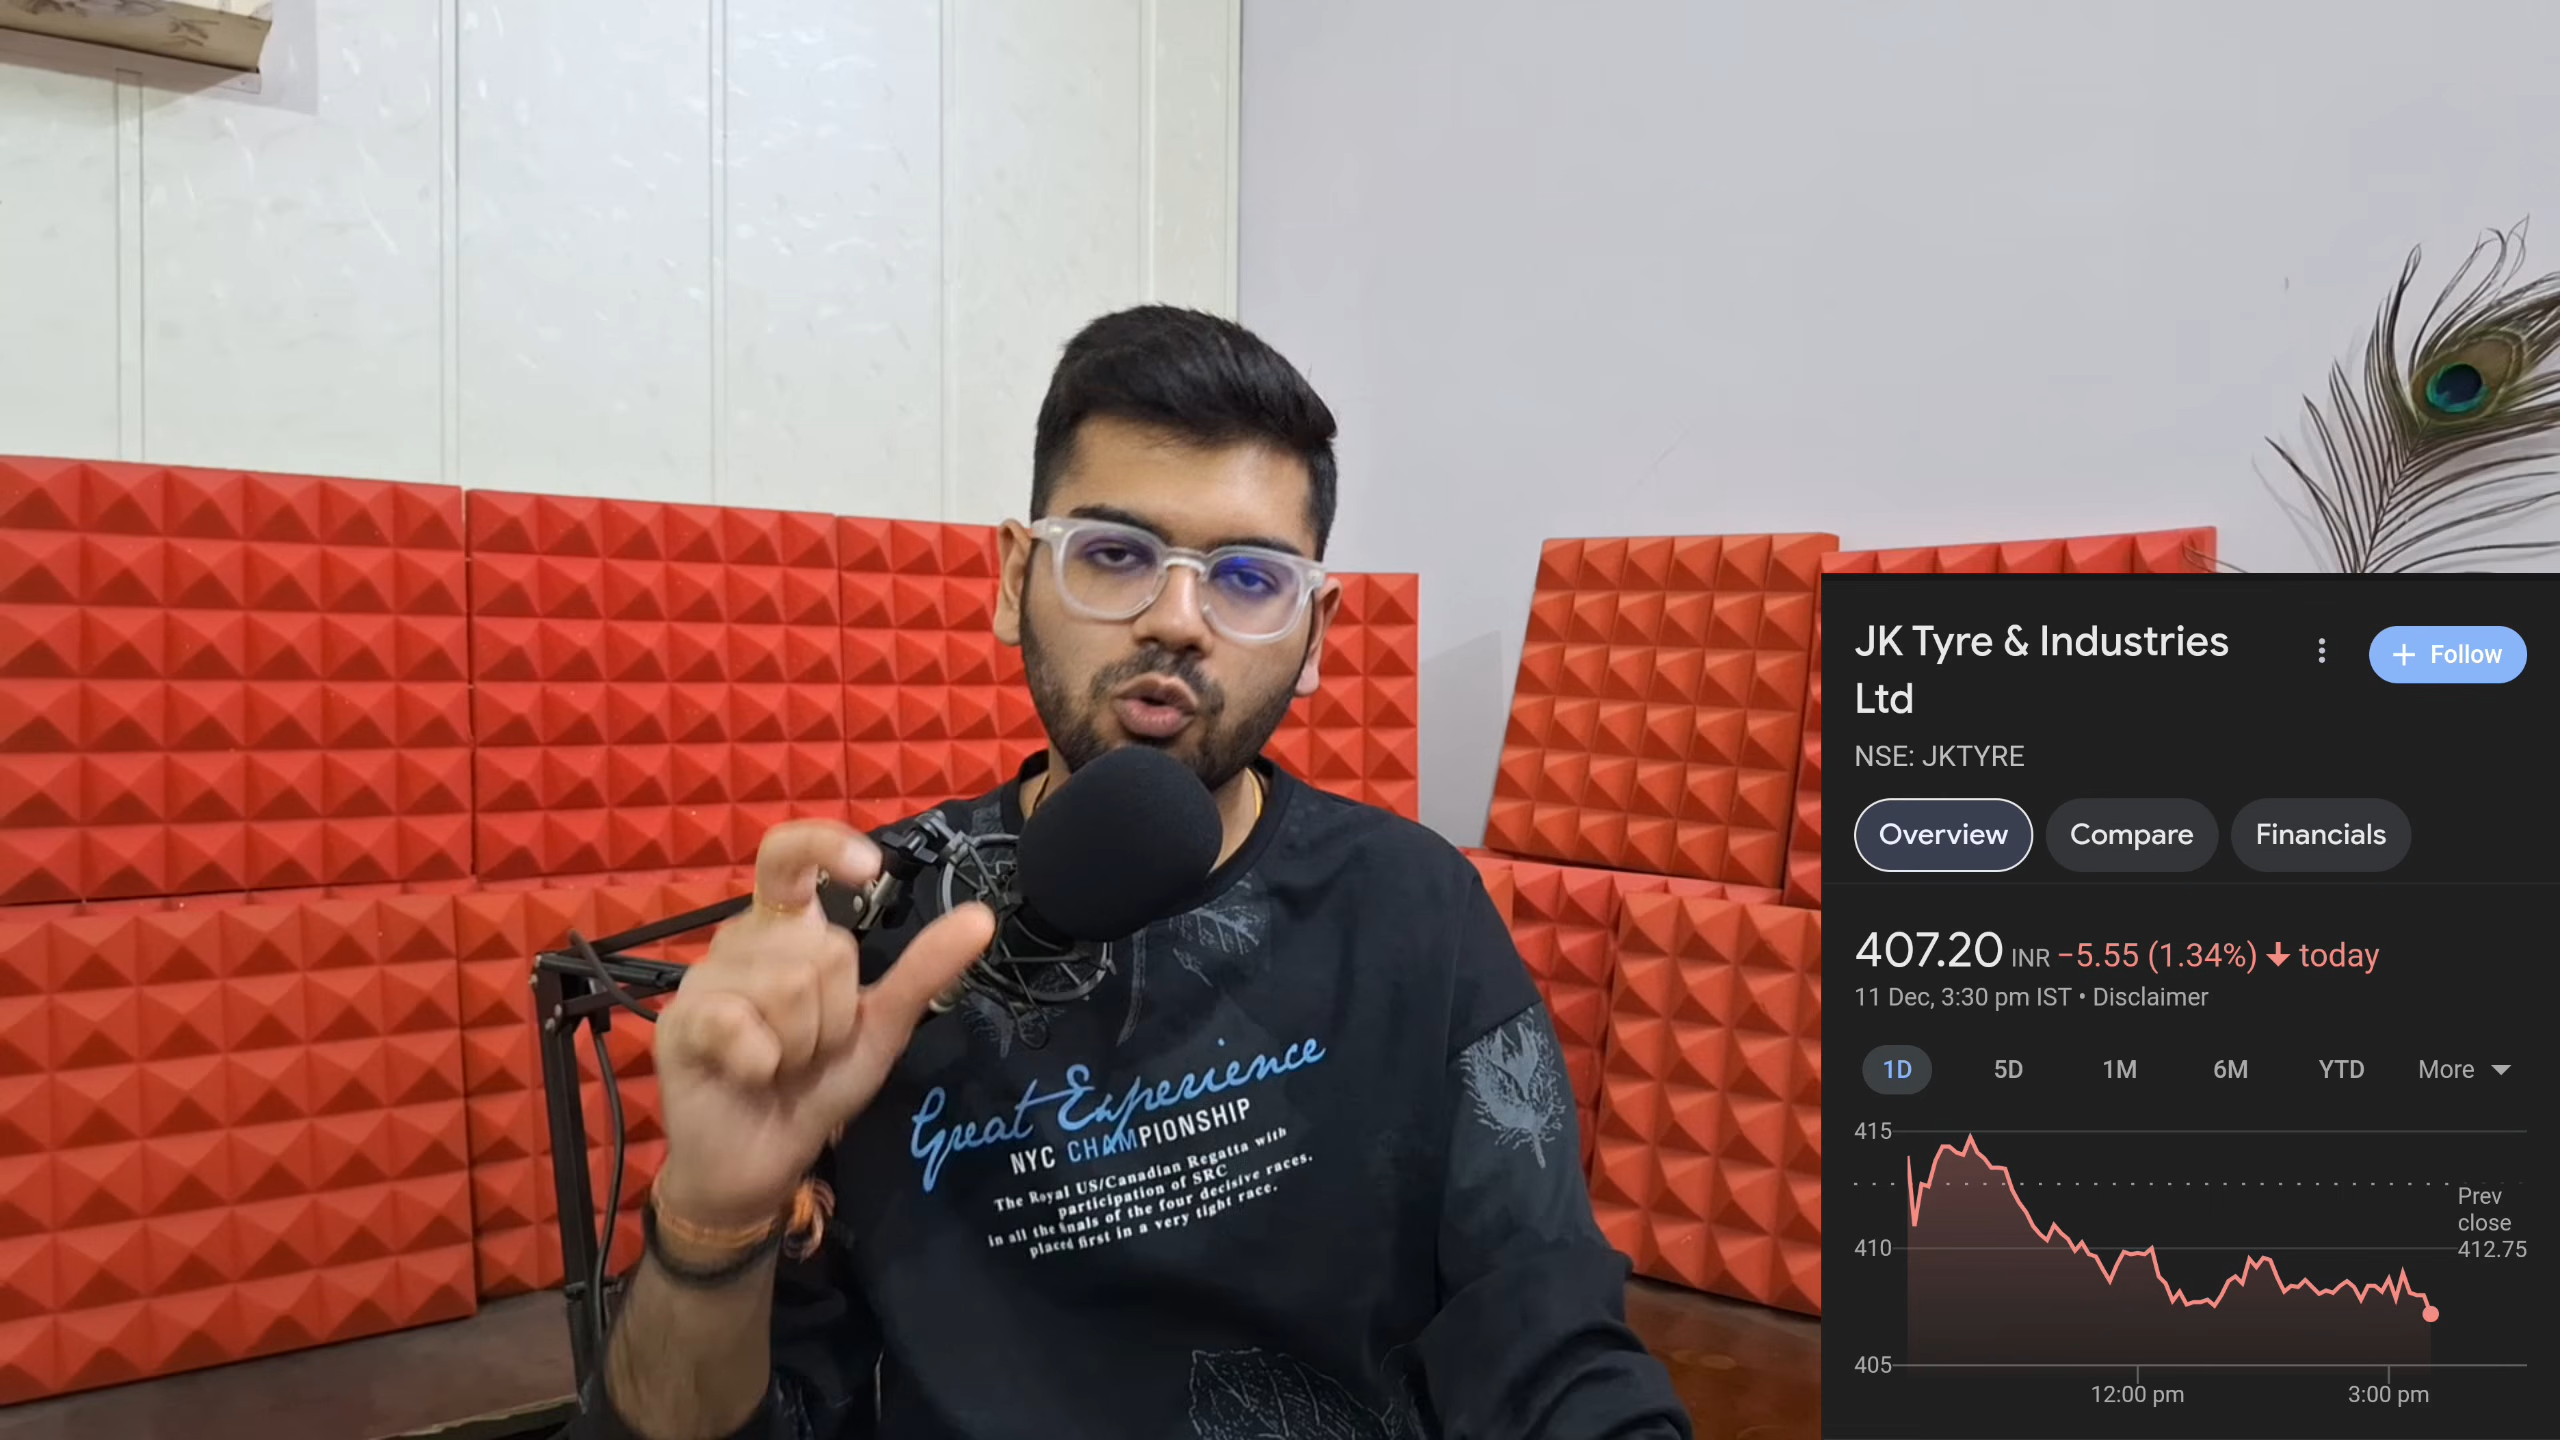 Great Experience
NYC CHAMPIONSHIP
The Royal US/Canadian Regatta with
participation of SRC
in all the finals of the four decisive races.
placed first in a very tight race.
JK Tyre & Industries
Ltd
+ Follow
NSE: JKTYRE
Overview Compare Financials
407.20 INR −5.55 (1.34%) ↓ today
11 Dec, 3:30 pm IST • Disclaimer
1D 5D 1M 6M YTD More
415
Prev
close
412.75
410
405
12:00 pm 3:00 pm